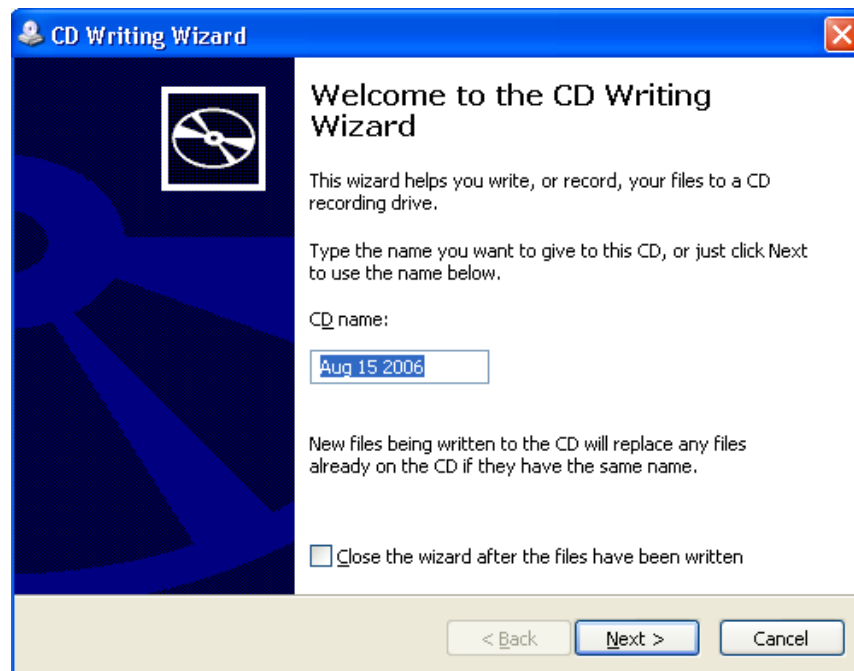 CD Writing Wizard
Welcome to the CD Writing
Wizard
This wizard helps you write, or record, your files to a CD
recording drive.
Type the name you want to give to this CD, or just click Next
to use the name below.
CD name:
Aug 15 2006
New files being written to the CD will replace any files
already on the CD if they have the same name.
Close the wizard after the files have been written
< Back Next > Cancel